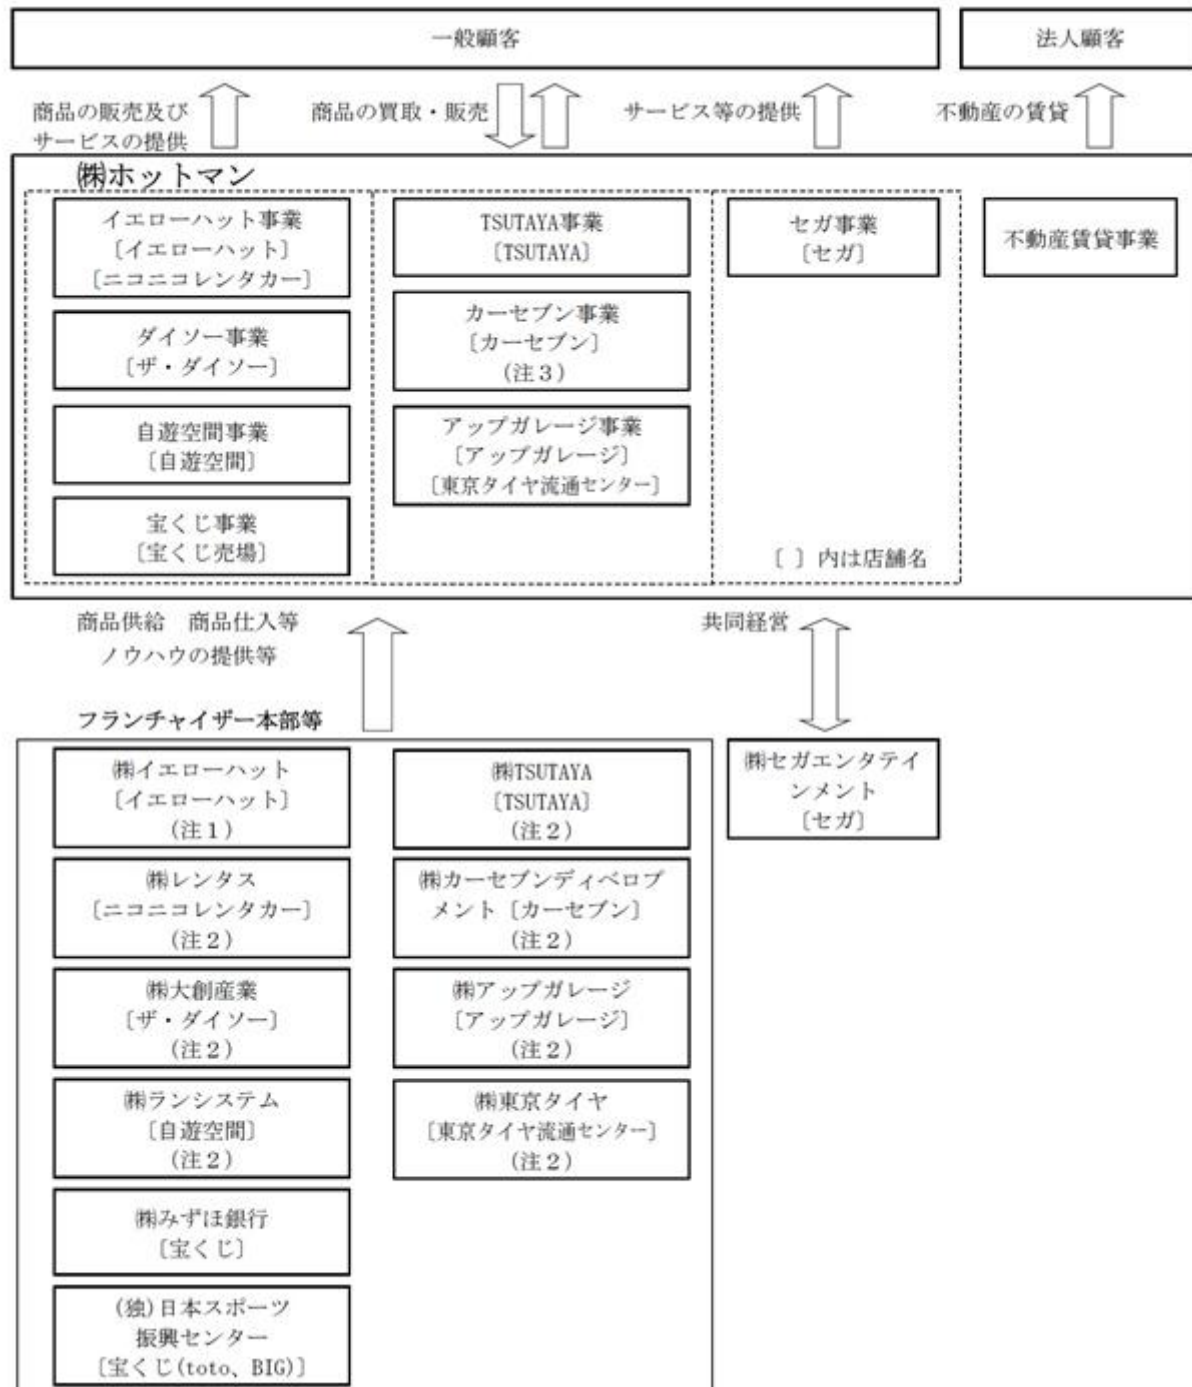 一般顧客
法人顧客
商品の販売及び
サービスの提供
商品の買取・販売
サービス等の提供
不動産の賃貸
㈱ホットマン
イエローハット事業
〔イエローハット〕
〔ニコニコレンタカー〕
ダイソー事業
〔ザ・ダイソー〕
自遊空間事業
〔自遊空間〕
宝くじ事業
〔宝くじ売場〕
TSUTAYA事業
〔TSUTAYA〕
カーセブン事業
〔カーセブン〕
（注３）
アップガレージ事業
〔アップガレージ〕
〔東京タイヤ流通センター〕
セガ事業
〔セガ〕
〔 〕内は店舗名
不動産賃貸事業
商品供給　商品仕入等
ノウハウの提供等
共同経営
フランチャイザー本部等
㈱イエローハット
〔イエローハット〕
（注１）
㈱レンタス
〔ニコニコレンタカー〕
（注２）
㈱大創産業
〔ザ・ダイソー〕
（注２）
㈱ランシステム
〔自遊空間〕
（注２）
㈱みずほ銀行
〔宝くじ〕
(独)日本スポーツ
振興センター
〔宝くじ(toto、BIG)〕
㈱TSUTAYA
〔TSUTAYA〕
（注２）
㈱カーセブンディベロプ
メント〔カーセブン〕
（注２）
㈱アップガレージ
〔アップガレージ〕
（注２）
㈱東京タイヤ
〔東京タイヤ流通センター〕
（注２）
㈱セガエンタテイ
ンメント
〔セガ〕